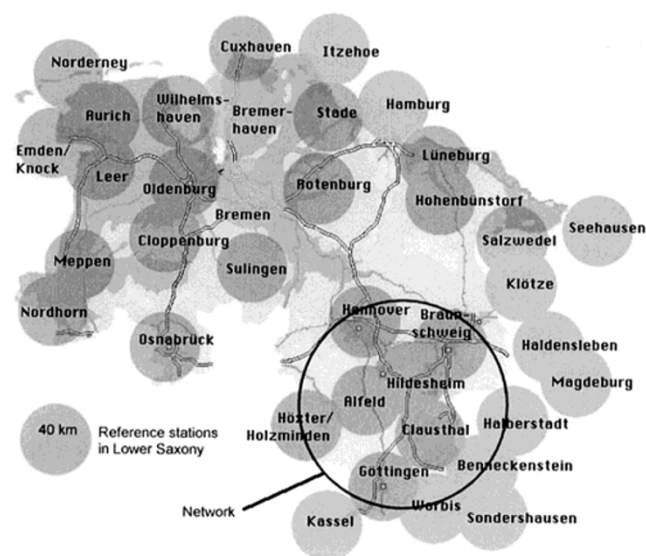 Cuxhaven
Itzehoe
Norderney
Hamburg
Aurich
Wilhelms-
haven
Bremer-
haven
Stade
Emden/
Knock
Leer
Oldenburg
Rotenburg
Lüneburg
Hohenbünstorf
Bremen
Cloppenburg
Seehausen
Salzwedel
Meppen
Sulingen
Klötze
Nordhorn
Hannover
Braun-
schweig
Osnabrück
Haldensleben
Magdeburg
Hildesheim
Alfeld
Höxter/
Holzminden
Clausthal
Halberstadt
40 km
Reference stations
in Lower Saxony
Göttingen
Benneckenstein
Network
Worbis
Kassel
Sondershausen